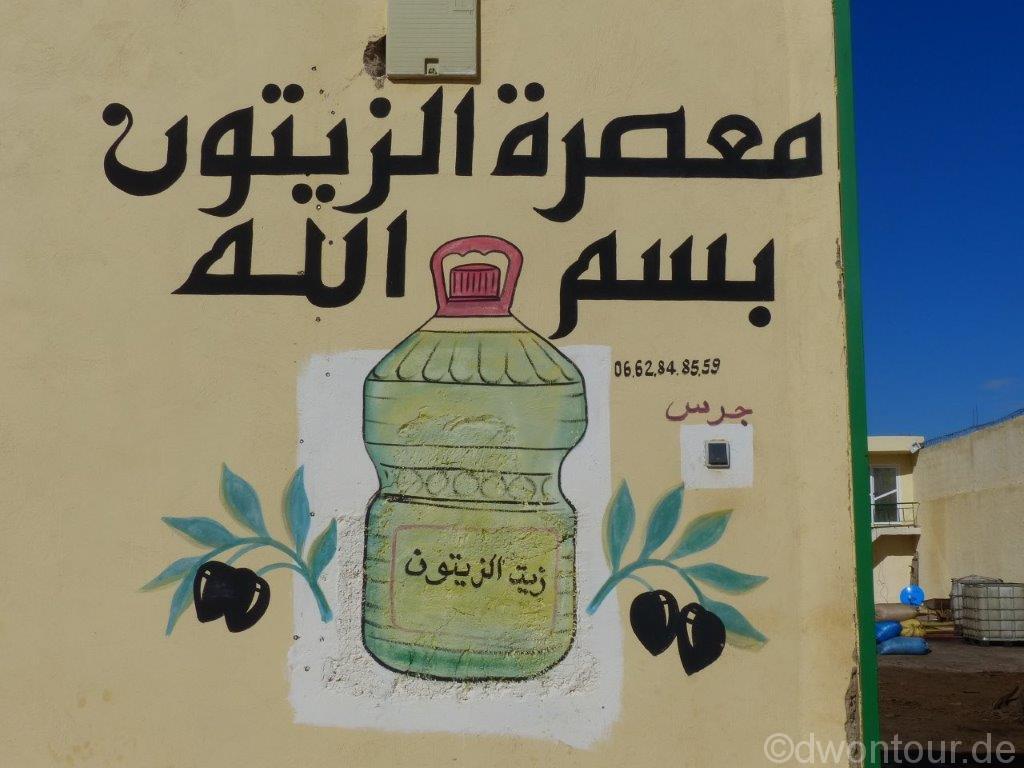 معصرة الزيتون
بسم الله
06.62.84.85.59
جرس
زيت الزيتون
©dwontour.de